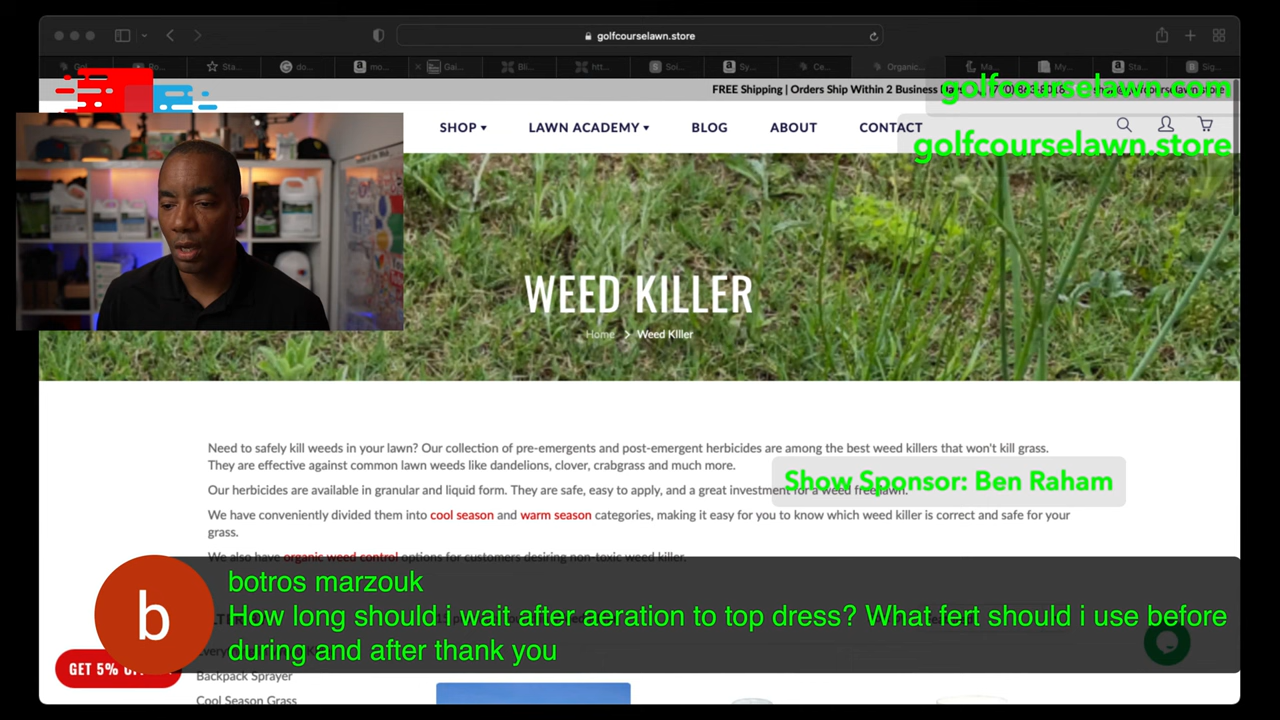 golfcourselawn.store
FREE Shipping | Orders Ship Within 2 Business Da
golfcourselawn.com
SHOP
LAWN ACADEMY
BLOG
ABOUT
CONTACT
golfcourselawn.store
WEED KILLER
Home > Weed KIller
Need to safely kill weeds in your lawn? Our collection of pre-emergents and post-emergent herbicides are among the best weed killers that won't kill grass.
They are effective against common lawn weeds like dandelions, clover, crabgrass and much more.
Show Sponsor: Ben Raham
Our herbicides are available in granular and liquid form. They are safe, easy to apply, and a great investment for a weed free lawn.
We have conveniently divided them into cool season and warm season categories, making it easy for you to know which weed killer is correct and safe for your
grass.
We also have organic weed control options for customers desiring non-toxic weed killer.
b
botros marzouk
How long should i wait after aeration to top dress? What fert should i use before
during and after thank you
GET 5% O
Backpack Sprayer
Cool Season Grass